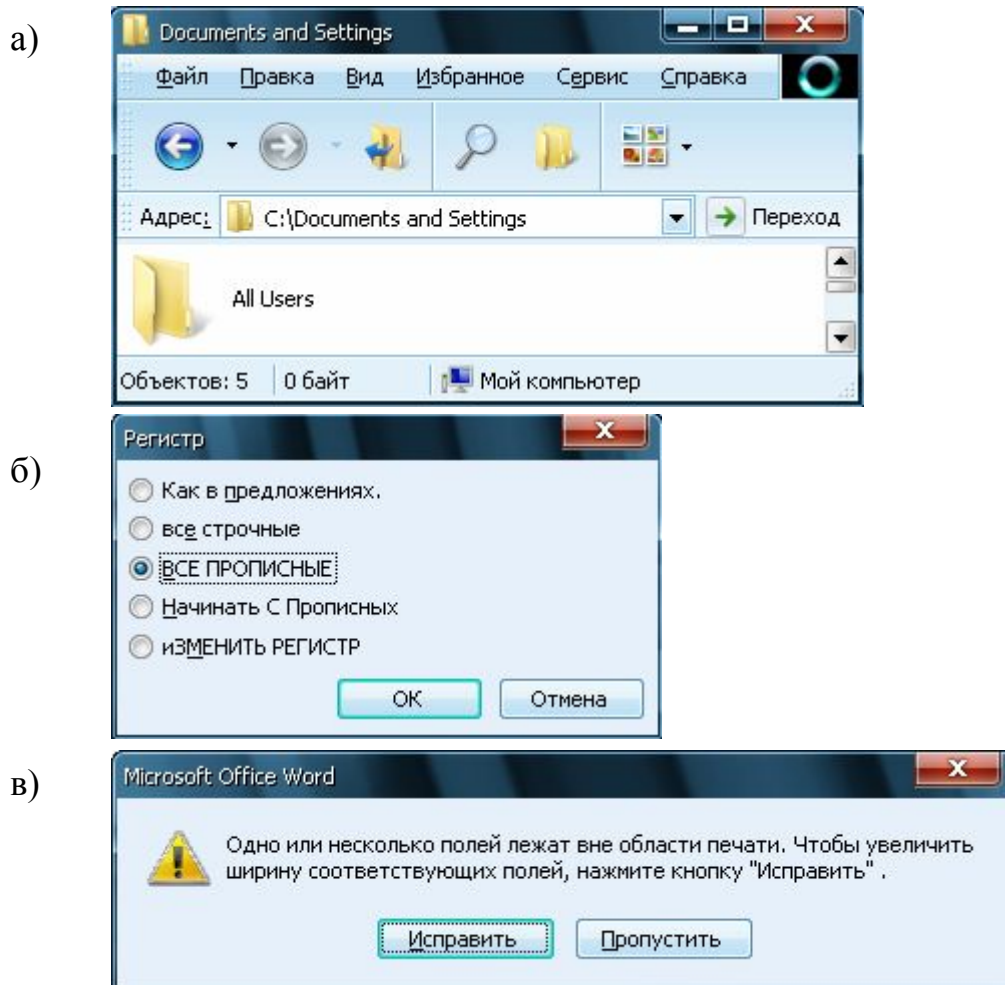 а)
Documents and Settings
Файл Правка Вид Избранное Сервис Справка
Адрес: C:\Documents and Settings Переход
All Users
Объектов: 5 0 байт Мой компьютер
б)
Регистр
Как в предложениях.
все строчные
ВСЕ ПРОПИСНЫЕ
Начинать С Прописных
иЗМЕНИТЬ РЕГИСТР
ОК Отмена
в)
Microsoft Office Word
Одно или несколько полей лежат вне области печати. Чтобы увеличить
ширину соответствующих полей, нажмите кнопку "Исправить" .
Исправить Пропустить